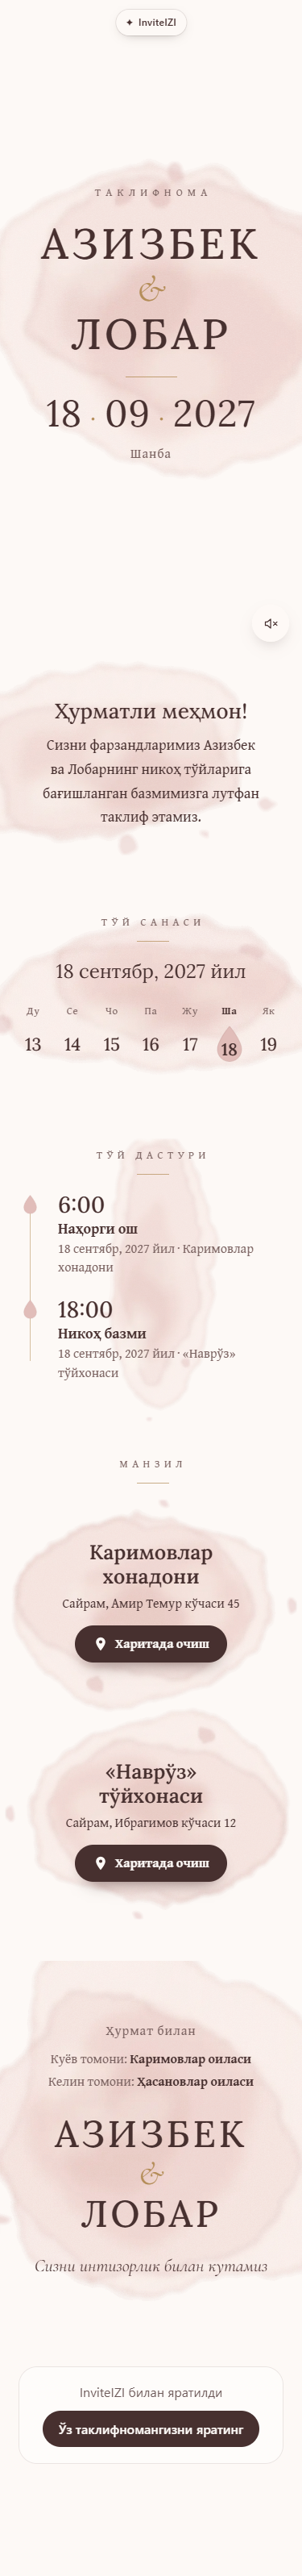 ✦ InviteIZI
ТАКЛИФНОМА
АЗИЗБЕК
&
ЛОБАР
18 · 09 · 2027
Шанба
Ҳурматли меҳмон!
Сизни фарзандларимиз Азизбек
ва Лобарнинг никоҳ тўйларига
бағишланган базмимизга лутфан
таклиф этамиз.
ТЎЙ САНАСИ
18 сентябр, 2027 йил
Ду Се Чо Па Жу Ша Як
13 14 15 16 17 18 19
ТЎЙ ДАСТУРИ
6:00
Наҳорги ош
18 сентябр, 2027 йил · Каримовлар
хонадони
18:00
Никоҳ базми
18 сентябр, 2027 йил · «Наврўз»
тўйхонаси
МАНЗИЛ
Каримовлар
хонадони
Сайрам, Амир Темур кўчаси 45
Харитада очиш
«Наврўз»
тўйхонаси
Сайрам, Ибрагимов кўчаси 12
Харитада очиш
Ҳурмат билан
Куёв томони: Каримовлар оиласи
Келин томони: Ҳасановлар оиласи
АЗИЗБЕК
&
ЛОБАР
Сизни интизорлик билан кутамиз
InviteIZI билан яратилди
Ўз таклифномангизни яратинг